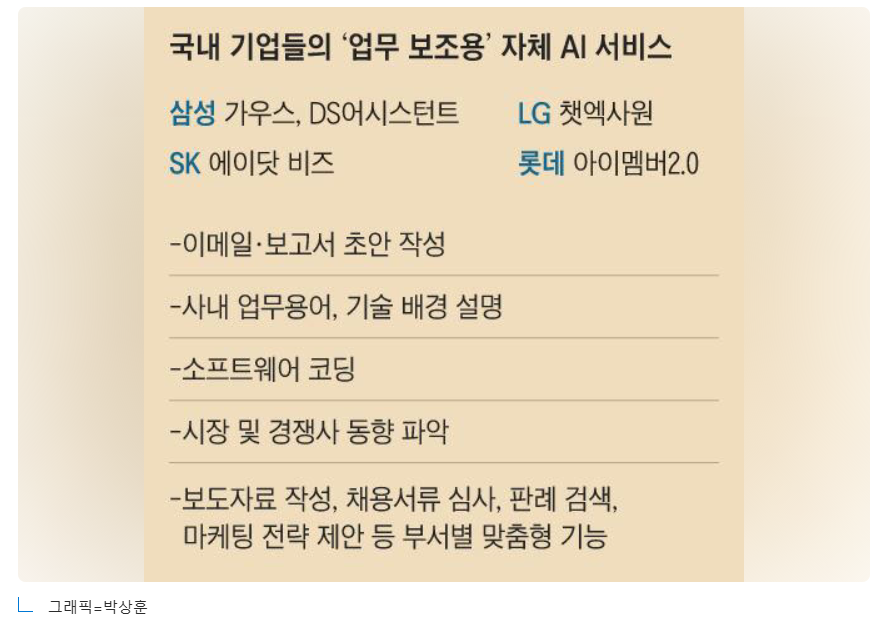 국내 기업들의 ‘업무 보조용’ 자체 AI 서비스
삼성 가우스, DS어시스턴트
LG 챗엑사원
SK 에이닷 비즈
롯데 아이멤버2.0
-이메일·보고서 초안 작성
-사내 업무용어, 기술 배경 설명
-소프트웨어 코딩
-시장 및 경쟁사 동향 파악
-보도자료 작성, 채용서류 심사, 판례 검색,
마케팅 전략 제안 등 부서별 맞춤형 기능
그래픽=박상훈